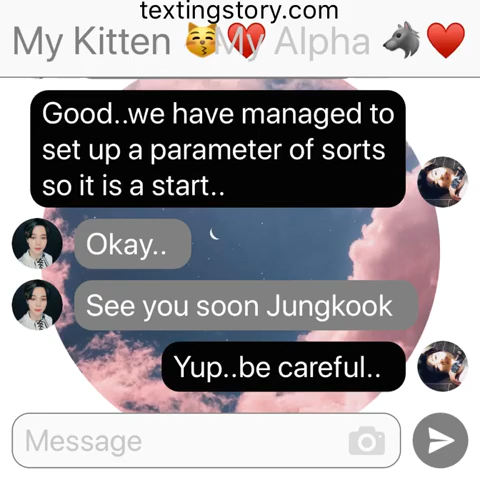 textingstory.com
My Kitten 😽💔 My Alpha 🐺❤️
Good..we have managed to
set up a parameter of sorts
so it is a start..
Okay..
See you soon Jungkook
Yup..be careful..
Message